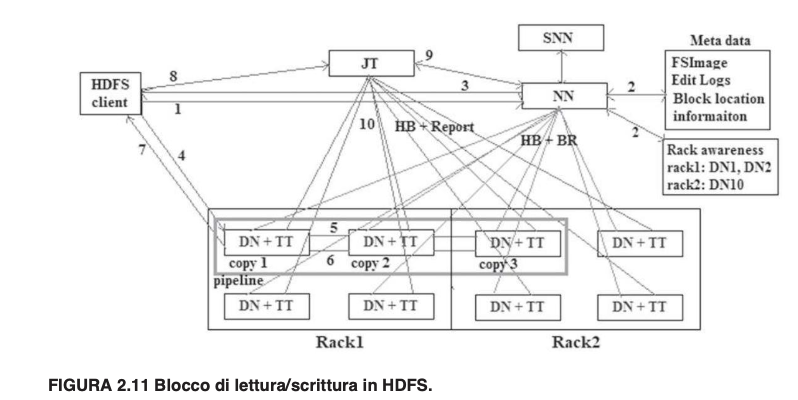 SNN
Meta data
JT
9
FSImage
Edit Logs
Block location
informaiton
HDFS
client
8
3
NN
2
1
10
HB + Report
HB + BR
2
7
4
Rack awareness
rack1: DN1, DN2
rack2: DN10
5
DN + TT
DN + TT
DN + TT
DN + TT
copy 1
6
copy 2
copy 3
pipeline
DN + TT
DN + TT
DN + TT
DN + TT
Rack1
Rack2
FIGURA 2.11 Blocco di lettura/scrittura in HDFS.